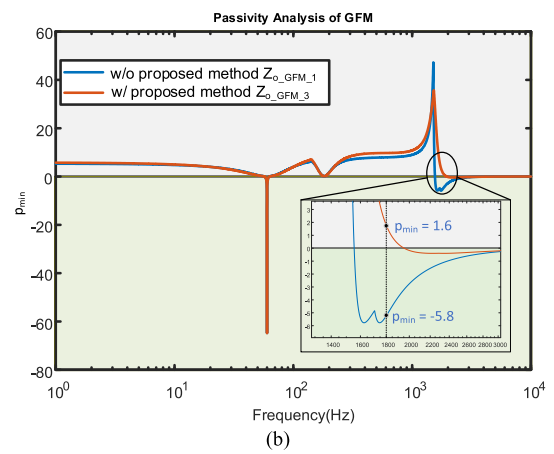 Passivity Analysis of GFM
60
40
20
0
-20
-40
-60
-80
p_min
w/o proposed method Z_o_GFM_1
w/ proposed method Z_o_GFM_3
3
2
1
0
-1
-2
-3
-4
-5
-6
p_min = 1.6
p_min = -5.8
1400 1600 1800 2000 2200 2400 2600 2800 3000
10^0 10^1 10^2 10^3 10^4
Frequency(Hz)
(b)